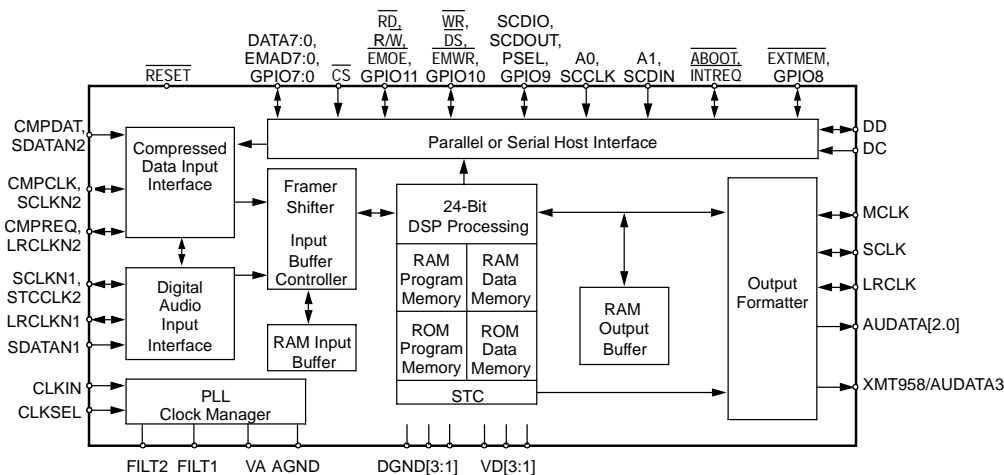 RESET
DATA7:0,
EMAD7:0,
GPIO7:0
CS
RD,
R/W,
EMOE,
GPIO11
WR,
DS,
EMWR,
GPIO10
SCDIO,
SCDOUT,
PSEL,
GPIO9
A0,
SCCLK
A1,
SCDIN
ABOOT,
INTREQ
EXTMEM,
GPIO8
CMPDAT,
SDATAN2
CMPCLK,
SCLKN2
CMPREQ,
LRCLKN2
SCLKN1,
STCCLK2
LRCLKN1
SDATAN1
CLKIN
CLKSEL
Compressed
Data Input
Interface
Digital
Audio
Input
Interface
Parallel or Serial Host Interface
Framer
Shifter
Input
Buffer
Controller
RAM Input
Buffer
24-Bit
DSP Processing
RAM
Program
Memory
RAM
Data
Memory
ROM
Program
Memory
ROM
Data
Memory
STC
RAM
Output
Buffer
Output
Formatter
PLL
Clock Manager
DD
DC
MCLK
SCLK
LRCLK
AUDATA[2.0]
XMT958/AUDATA3
FILT2
FILT1
VA
AGND
DGND[3:1]
VD[3:1]